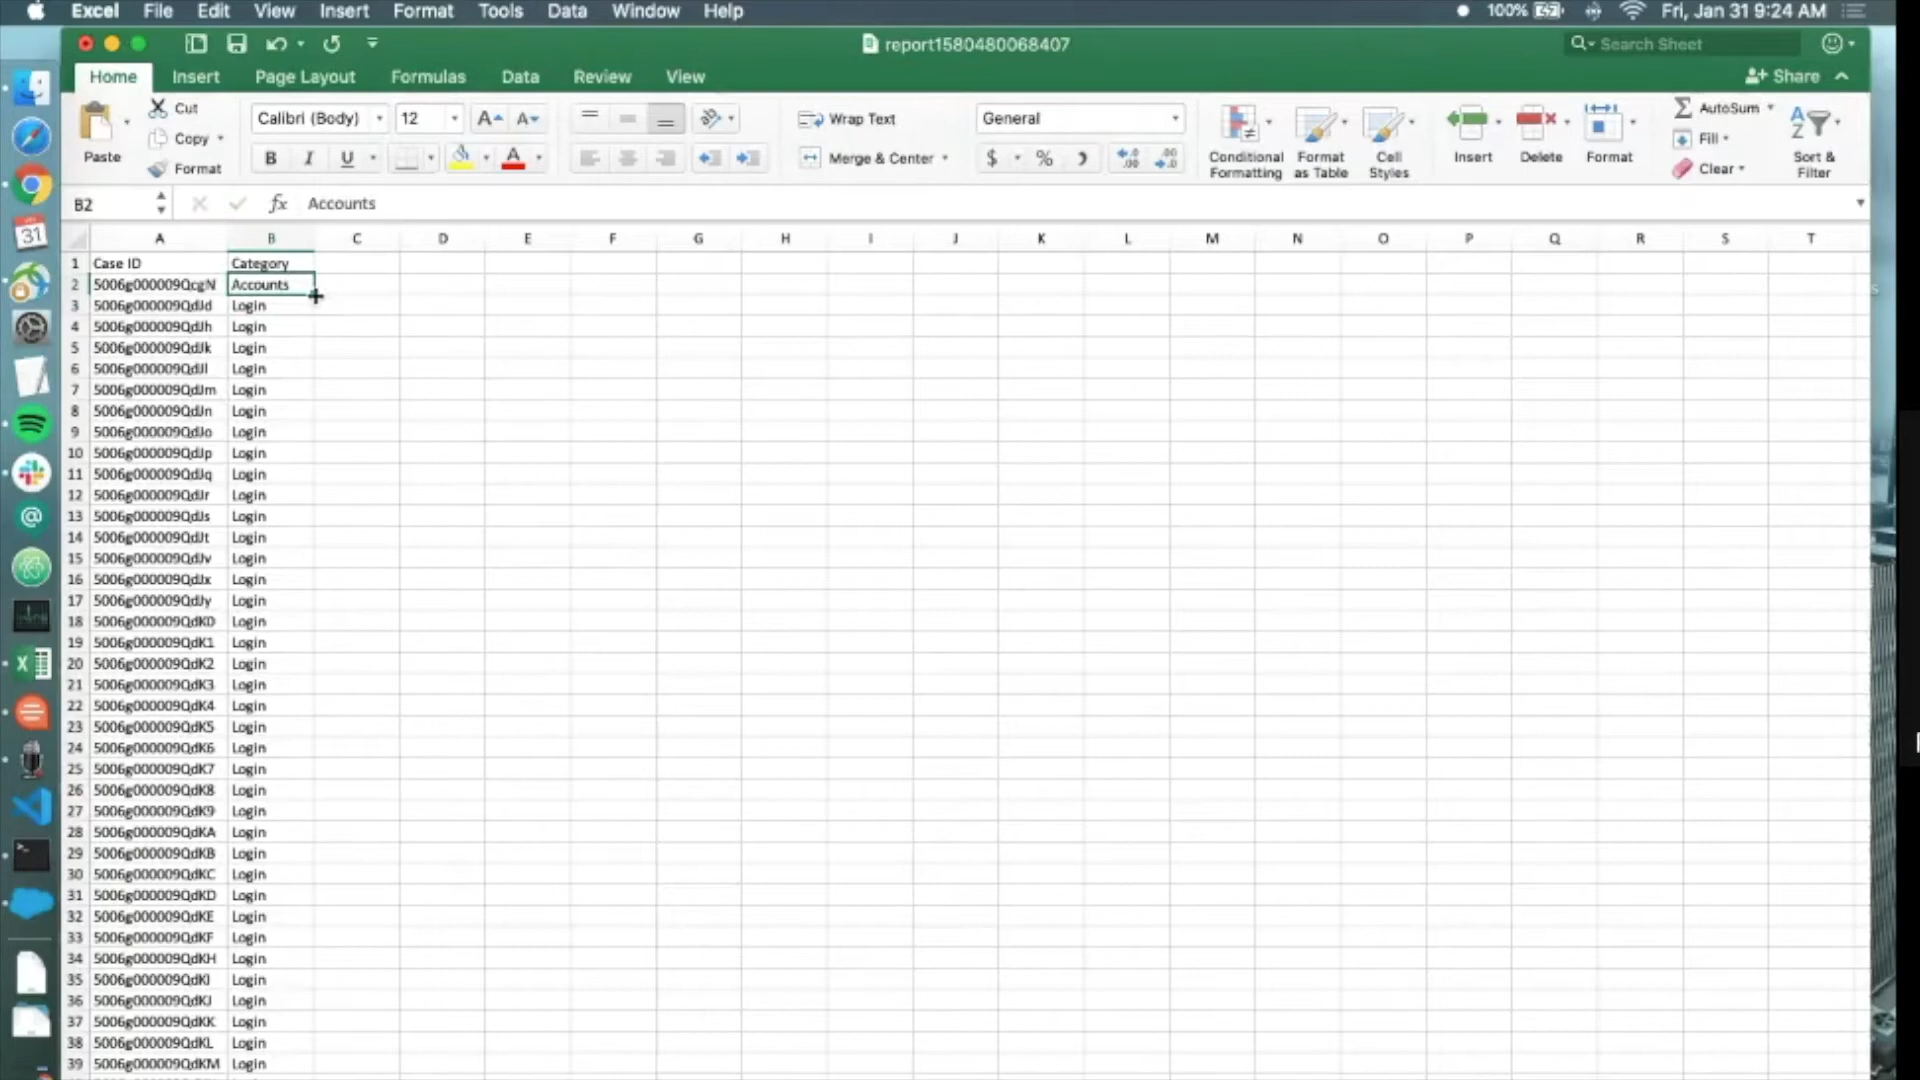 Excel File Edit View Insert Format Tools Data Window Help 100% Fri, Jan 31 9:24 AM
report1580480068407 Search Sheet
Home Insert Page Layout Formulas Data Review View Share
Paste Cut Copy Format
Calibri (Body) 12 A A
B I U A
Wrap Text
Merge & Center
General
$ %
Conditional Formatting
Format as Table
Cell Styles
Insert Delete Format
AutoSum
Fill
Clear
Sort & Filter
B2 fx Accounts
A B C D E F G H I J K L M N O P Q R S T
1 Case ID Category
2 5006g000009QcgN Accounts
3 5006g000009QdJd Login
4 5006g000009QdJh Login
5 5006g000009QdJk Login
6 5006g000009QdJl Login
7 5006g000009QdJm Login
8 5006g000009QdJn Login
9 5006g000009QdJo Login
10 5006g000009QdJp Login
11 5006g000009QdJq Login
12 5006g000009QdJr Login
13 5006g000009QdJs Login
14 5006g000009QdJt Login
15 5006g000009QdJv Login
16 5006g000009QdJx Login
17 5006g000009QdJy Login
18 5006g000009QdK0 Login
19 5006g000009QdK1 Login
20 5006g000009QdK2 Login
21 5006g000009QdK3 Login
22 5006g000009QdK4 Login
23 5006g000009QdK5 Login
24 5006g000009QdK6 Login
25 5006g000009QdK7 Login
26 5006g000009QdK8 Login
27 5006g000009QdK9 Login
28 5006g000009QdKA Login
29 5006g000009QdKB Login
30 5006g000009QdKC Login
31 5006g000009QdKD Login
32 5006g000009QdKE Login
33 5006g000009QdKF Login
34 5006g000009QdKH Login
35 5006g000009QdKI Login
36 5006g000009QdKJ Login
37 5006g000009QdKK Login
38 5006g000009QdKL Login
39 5006g000009QdKM Login